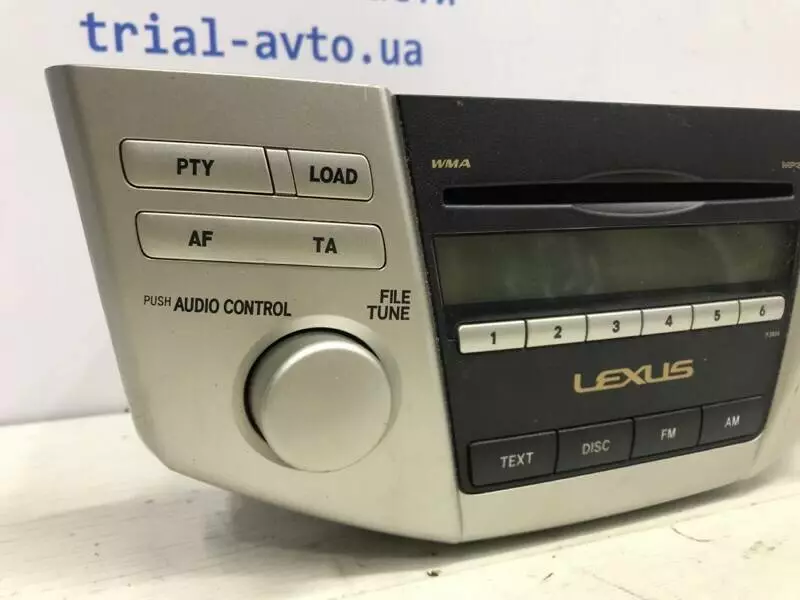 trial-avto.ua
WMA
MP3
PTY
LOAD
AF
TA
PUSH AUDIO CONTROL
FILE
TUNE
1 2 3 4 5 6
LEXUS
TEXT DISC FM AM